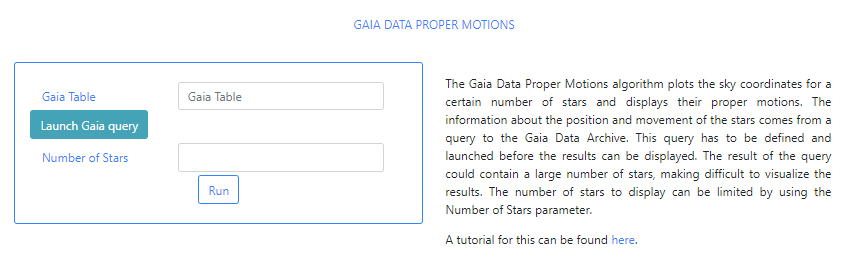 GAIA DATA PROPER MOTIONS
Gaia Table
Gaia Table
Launch Gaia query
Number of Stars
Run
The Gaia Data Proper Motions algorithm plots the sky coordinates for a
certain number of stars and displays their proper motions. The
information about the position and movement of the stars comes from a
query to the Gaia Data Archive. This query has to be defined and
launched before the results can be displayed. The result of the query
could contain a large number of stars, making difficult to visualize the
results. The number of stars to display can be limited by using the
Number of Stars parameter.
A tutorial for this can be found here.